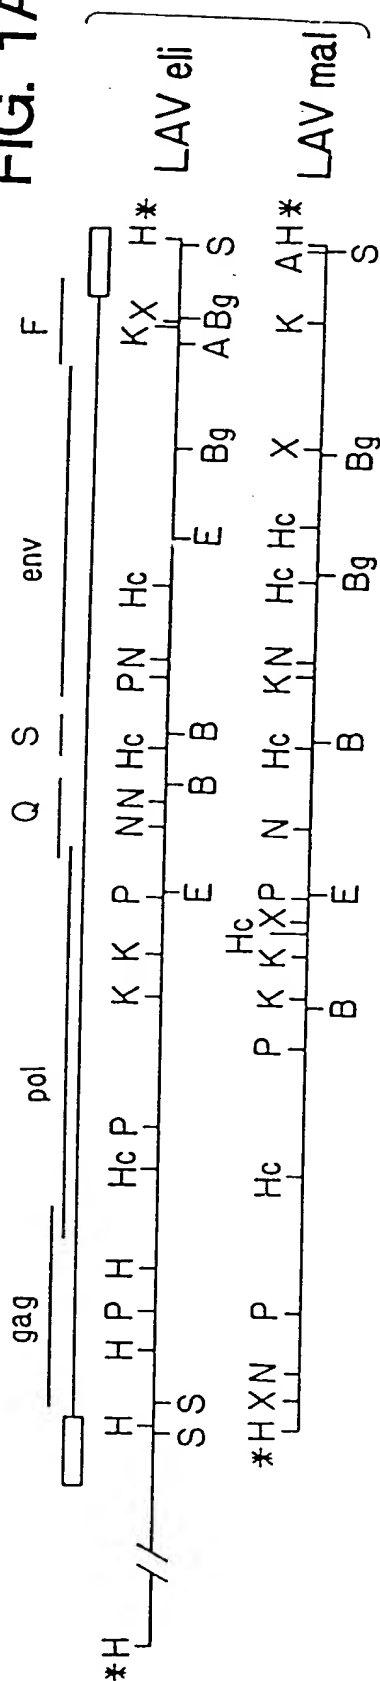 FIG. 1A
gag pol Q S env F
*H H H P H Hc P K K P N N Hc P N Hc K X H*
LAV eli
S S E B B E Bg A Bg S
Hc
*H X N P Hc P K K X P N Hc K N Hc Hc X K A H*
LAV mal
B E B Bg Bg S